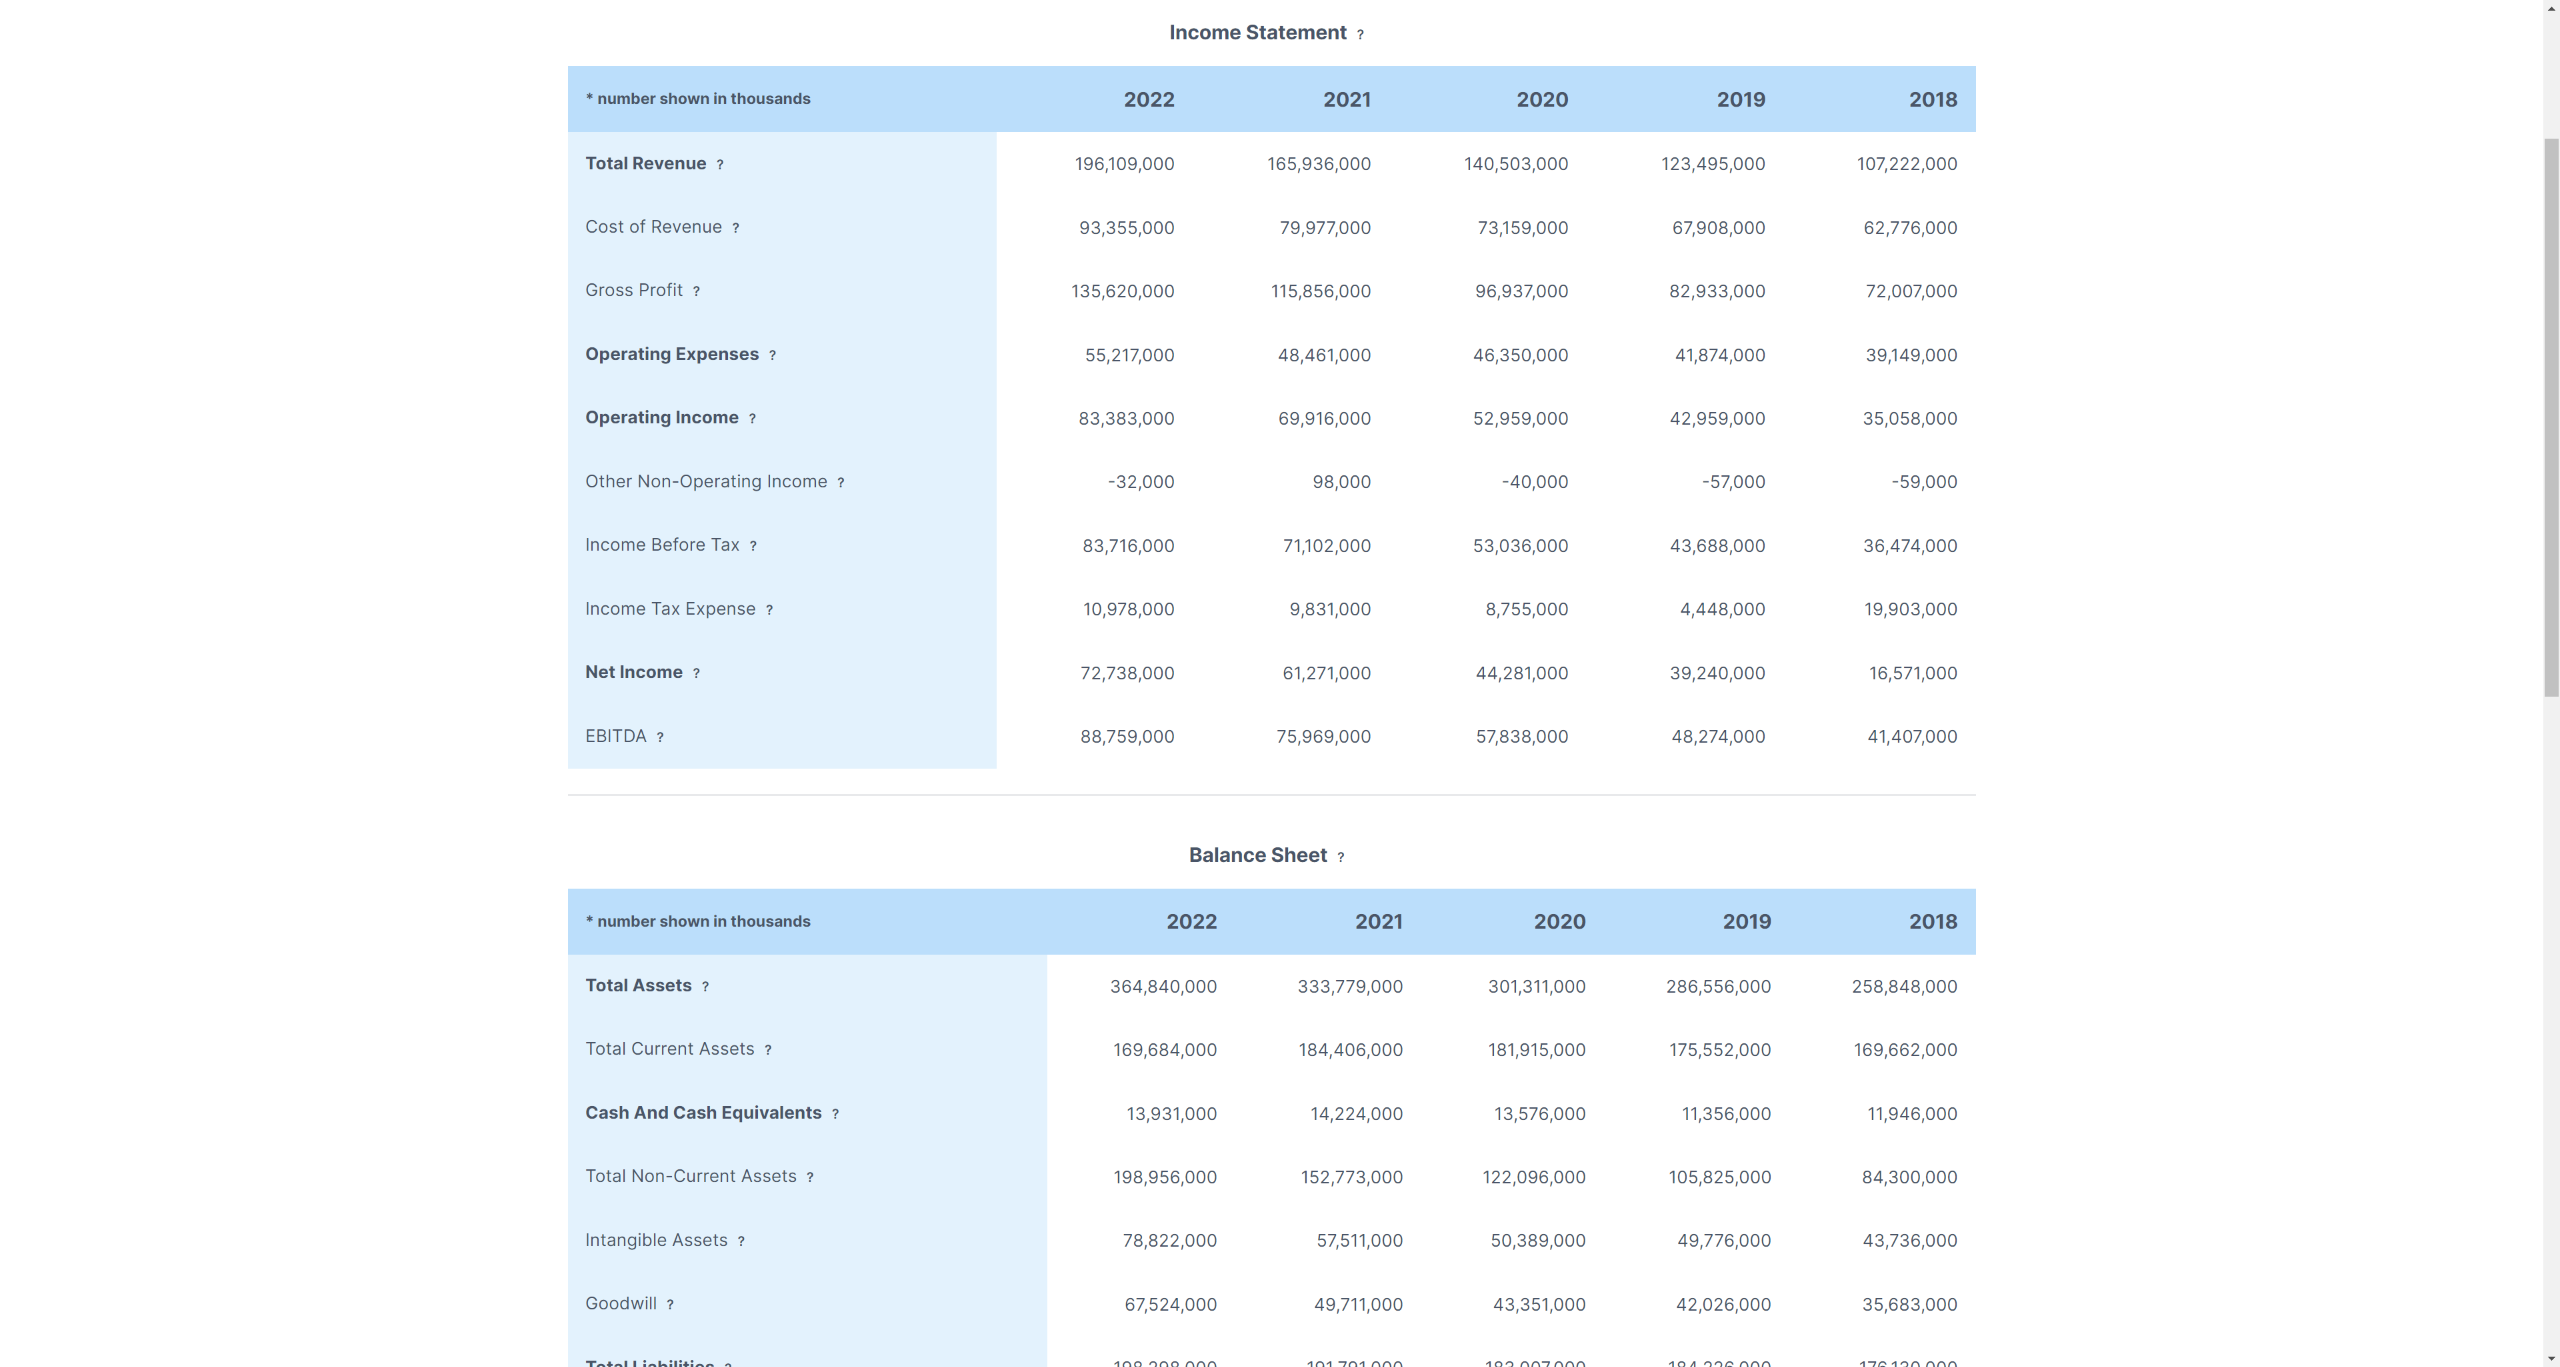 Income Statement ?
* number shown in thousands 2022 2021 2020 2019 2018
Total Revenue ? 196,109,000 165,936,000 140,503,000 123,495,000 107,222,000
Cost of Revenue ? 93,355,000 79,977,000 73,159,000 67,908,000 62,776,000
Gross Profit ? 135,620,000 115,856,000 96,937,000 82,933,000 72,007,000
Operating Expenses ? 55,217,000 48,461,000 46,350,000 41,874,000 39,149,000
Operating Income ? 83,383,000 69,916,000 52,959,000 42,959,000 35,058,000
Other Non-Operating Income ? -32,000 98,000 -40,000 -57,000 -59,000
Income Before Tax ? 83,716,000 71,102,000 53,036,000 43,688,000 36,474,000
Income Tax Expense ? 10,978,000 9,831,000 8,755,000 4,448,000 19,903,000
Net Income ? 72,738,000 61,271,000 44,281,000 39,240,000 16,571,000
EBITDA ? 88,759,000 75,969,000 57,838,000 48,274,000 41,407,000
Balance Sheet ?
* number shown in thousands 2022 2021 2020 2019 2018
Total Assets ? 364,840,000 333,779,000 301,311,000 286,556,000 258,848,000
Total Current Assets ? 169,684,000 184,406,000 181,915,000 175,552,000 169,662,000
Cash And Cash Equivalents ? 13,931,000 14,224,000 13,576,000 11,356,000 11,946,000
Total Non-Current Assets ? 198,956,000 152,773,000 122,096,000 105,825,000 84,300,000
Intangible Assets ? 78,822,000 57,511,000 50,389,000 49,776,000 43,736,000
Goodwill ? 67,524,000 49,711,000 43,351,000 42,026,000 35,683,000
Total Liabilities ? 198,298,000 191,791,000 183,007,000 184,226,000 176,130,000